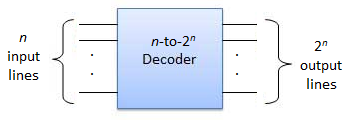 n
input
lines
n-to-2ⁿ
Decoder
2ⁿ
output
lines